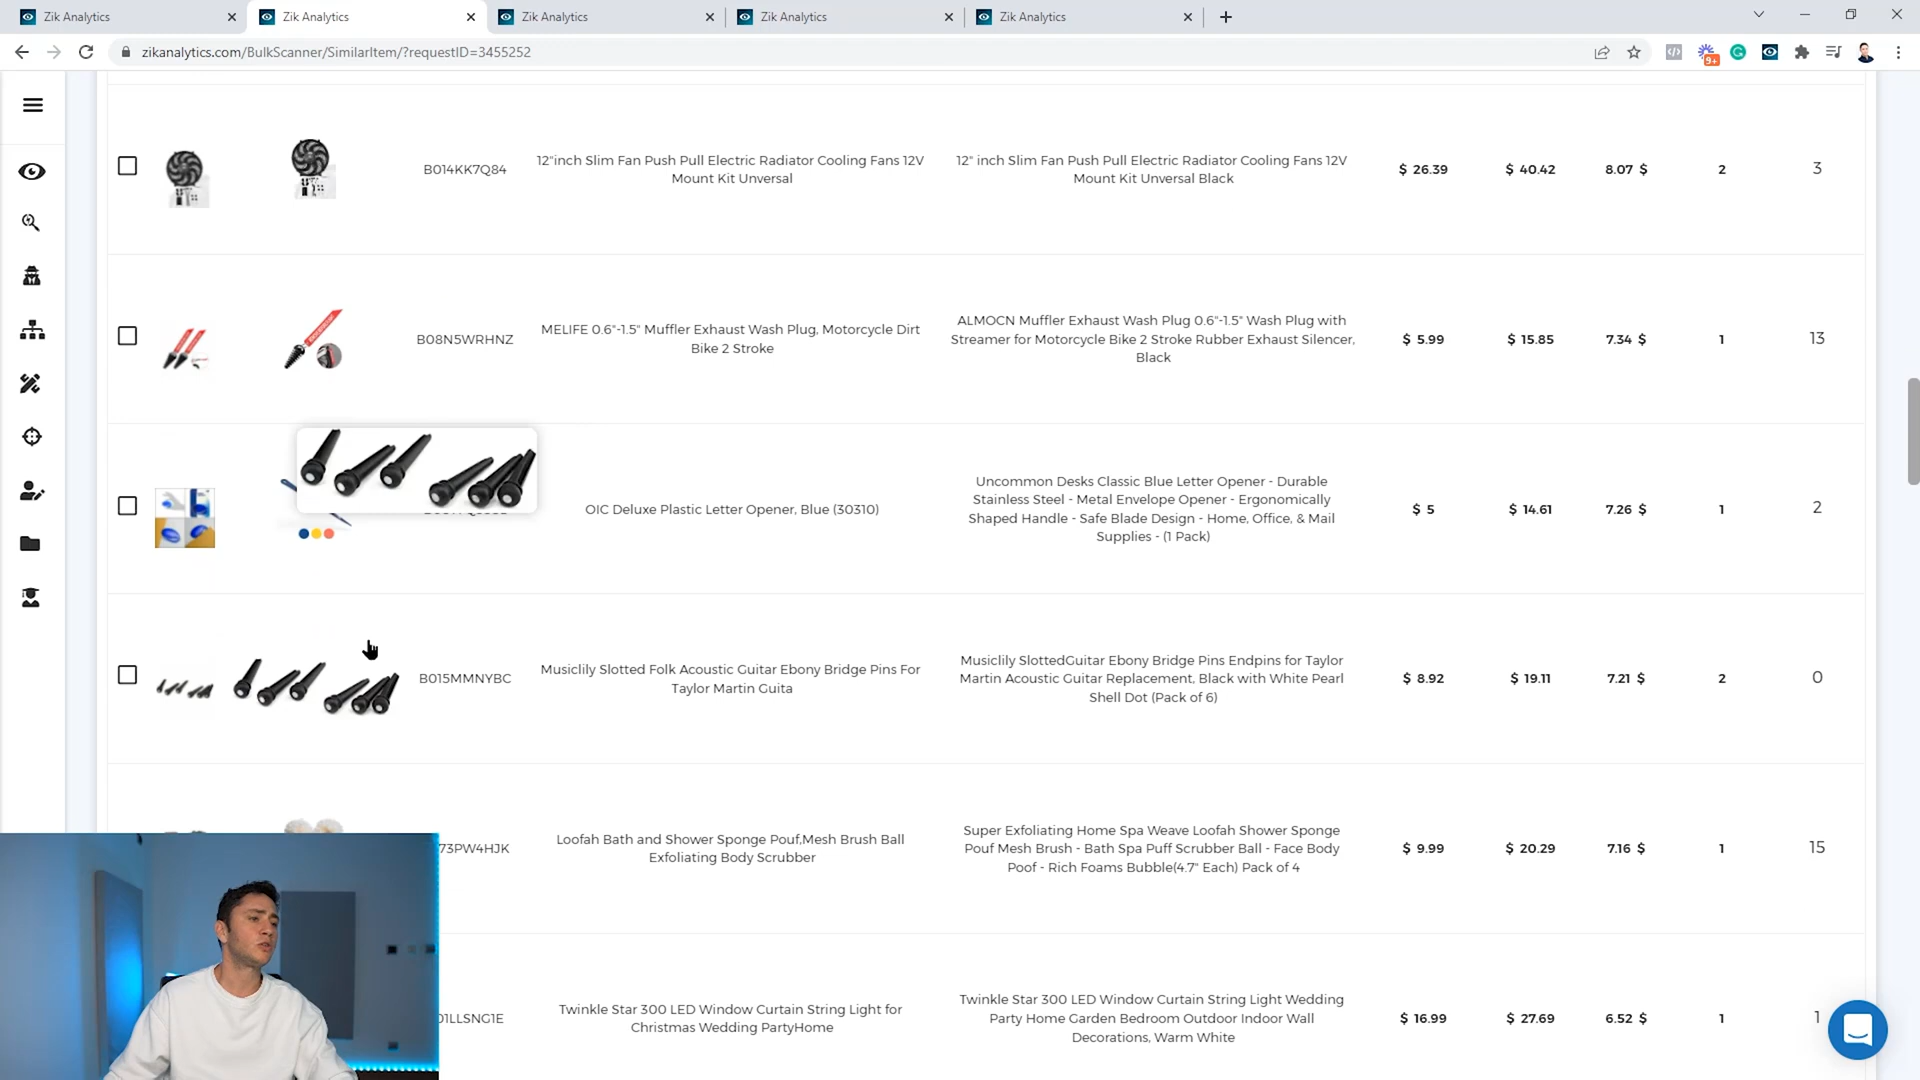 Zik Analytics
Zik Analytics
Zik Analytics
Zik Analytics
Zik Analytics
zikanalytics.com/BulkScanner/SimilarItem/?requestID=3455252
9+
B014KK7Q84
12"inch Slim Fan Push Pull Electric Radiator Cooling Fans 12V
Mount Kit Unversal
12" inch Slim Fan Push Pull Electric Radiator Cooling Fans 12V
Mount Kit Unversal Black
$ 26.39
$ 40.42
8.07 $
2
3
B08N5WRHNZ
MELIFE 0.6"-1.5" Muffler Exhaust Wash Plug, Motorcycle Dirt
Bike 2 Stroke
ALMOCN Muffler Exhaust Wash Plug 0.6"-1.5" Wash Plug with
Streamer for Motorcycle Bike 2 Stroke Rubber Exhaust Silencer,
Black
$ 5.99
$ 15.85
7.34 $
1
13
OIC Deluxe Plastic Letter Opener, Blue (30310)
Uncommon Desks Classic Blue Letter Opener - Durable
Stainless Steel - Metal Envelope Opener - Ergonomically
Shaped Handle - Safe Blade Design - Home, Office, & Mail
Supplies - (1 Pack)
$ 5
$ 14.61
7.26 $
1
2
B015MMNYBC
Musiclily Slotted Folk Acoustic Guitar Ebony Bridge Pins For
Taylor Martin Guita
Musiclily SlottedGuitar Ebony Bridge Pins Endpins for Taylor
Martin Acoustic Guitar Replacement, Black with White Pearl
Shell Dot (Pack of 6)
$ 8.92
$ 19.11
7.21 $
2
0
73PW4HJK
Loofah Bath and Shower Sponge Pouf,Mesh Brush Ball
Exfoliating Body Scrubber
Super Exfoliating Home Spa Weave Loofah Shower Sponge
Pouf Mesh Brush - Bath Spa Puff Scrubber Ball - Face Body
Poof - Rich Foams Bubble(4.7" Each) Pack of 4
$ 9.99
$ 20.29
7.16 $
1
15
01LLSNG1E
Twinkle Star 300 LED Window Curtain String Light for
Christmas Wedding PartyHome
Twinkle Star 300 LED Window Curtain String Light Wedding
Party Home Garden Bedroom Outdoor Indoor Wall
Decorations, Warm White
$ 16.99
$ 27.69
6.52 $
1
1